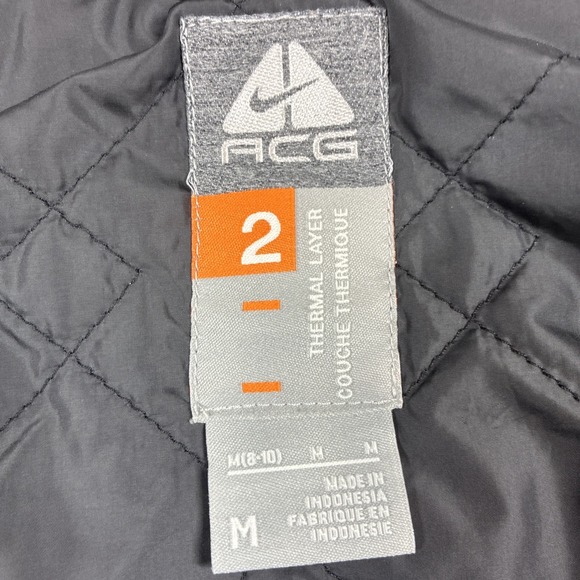 ACG
2
THERMAL LAYER
COUCHE THERMIQUE
M(8-10) M M
M
MADE IN
INDONESIA
FABRIQUE EN
INDONESIE